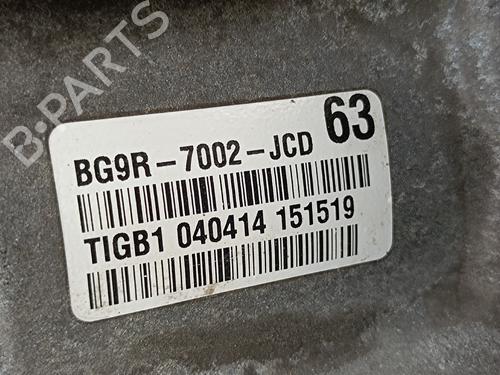 B-PARTS
63
BG9R-7002-JCD
TIGB1 040414 151519